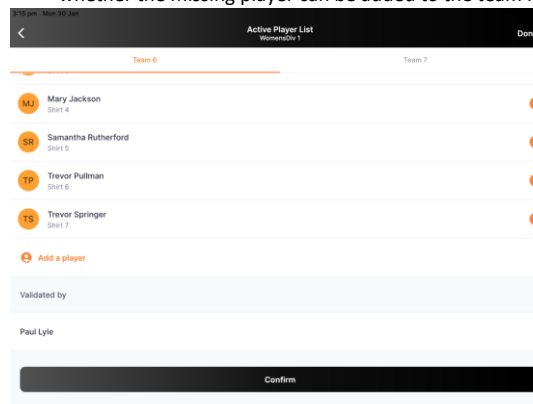 whether the missing player can be added to the team
3:15 pm Mon 30 Jan
Active Player List
WomensDiv 1
Team 6
Team 7
MJ
Mary Jackson
Shirt 4
SR
Samantha Rutherford
Shirt 5
TP
Trevor Pullman
Shirt 6
TS
Trevor Springer
Shirt 7
Add a player
Validated by
Paul Lyle
Confirm